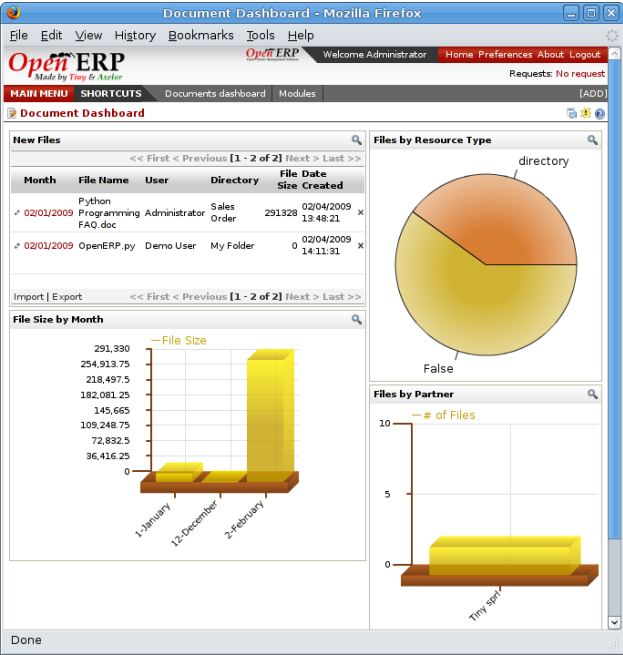 Document Dashboard - Mozilla Firefox
File Edit View History Bookmarks Tools Help
Open ERP
Made by Tiny & Axelor
Open ERP
Welcome Administrator
Home Preferences About Logout
Requests: No request
MAIN MENU SHORTCUTS Documents dashboard Modules [ADD]
Document Dashboard
New Files
<< First < Previous [1 - 2 of 2] Next > Last >>
Month File Name User Directory File Size Date Created
02/01/2009 Python Programming FAQ.doc Administrator Sales Order 291328 02/04/2009 13:48:21 x
02/01/2009 OpenERP.py Demo User My Folder 0 02/04/2009 14:11:31 x
Import | Export << First < Previous [1 - 2 of 2] Next > Last >>
File Size by Month
File Size
291,330
254,913.75
218,497.5
182,081.25
145,665
109,248.75
72,832.5
36,416.25
0
1-January
12-December
2-February
Files by Resource Type
directory
False
Files by Partner
# of Files
10
5
0
Tiny sprl
Done